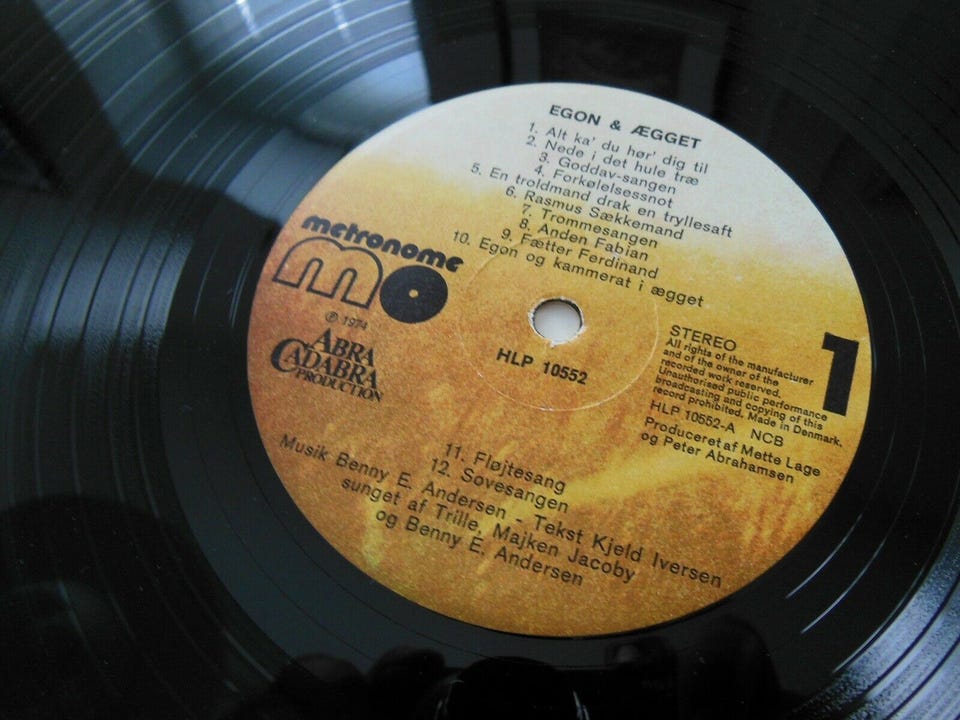 EGON & ÆGGET
1. Alt ka' du hør' dig til
2. Nede i det hule træ
3. Goddav-sangen
4. Forkølelsessnot
5. En troldmand drak en tryllesaft
6. Rasmus Sækkemand
7. Trommesangen
8. Anden Fabian
9. Fætter Ferdinand
10. Egon og kammerat i ægget
metronome
mo
℗ 1974
ABRA
CADABRA
PRODUCTION
HLP 10552
STEREO
All rights of the manufacturer
and of the owner of the
recorded work reserved.
Unauthorised public performance
broadcasting and copying of this
record prohibited. Made in Denmark.
HLP 10552-A NCB
Produceret af Mette Lage
og Peter Abrahamsen
1
11. Fløjtesang
12. Sovesangen
Musik Benny E. Andersen - Tekst Kjeld Iversen
sunget af Trille, Majken Jacoby
og Benny E. Andersen